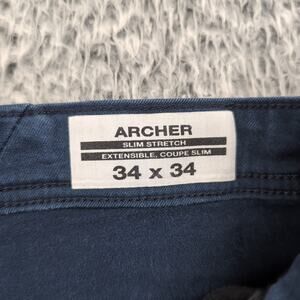 ARCHER
SLIM STRETCH
EXTENSIBLE, COUPE SLIM
34 x 34